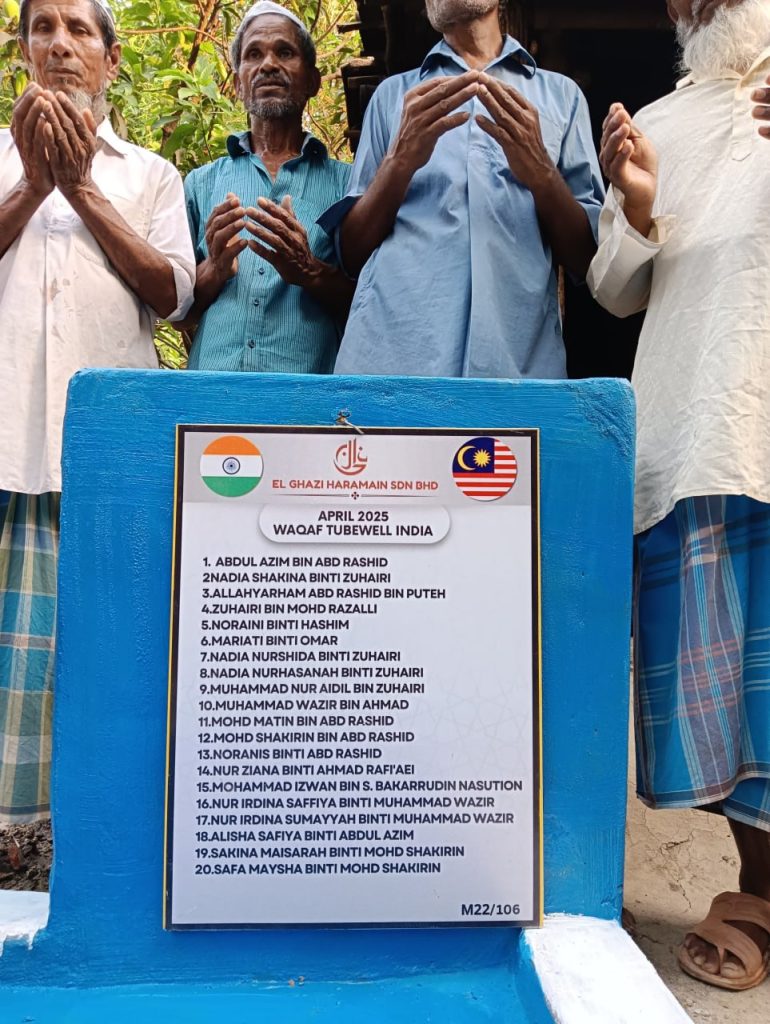 EL GHAZI HARAMAIN SDN BHD
APRIL 2025
WAQAF TUBEWELL INDIA
1. ABDUL AZIM BIN ABD RASHID
2NADIA SHAKINA BINTI ZUHAIRI
3.ALLAHYARHAM ABD RASHID BIN PUTEH
4.ZUHAIRI BIN MOHD RAZALLI
5.NORAINI BINTI HASHIM
6.MARIATI BINTI OMAR
7.NADIA NURSHIDA BINTI ZUHAIRI
8.NADIA NURHASANAH BINTI ZUHAIRI
9.MUHAMMAD NUR AIDIL BIN ZUHAIRI
10.MUHAMMAD WAZIR BIN AHMAD
11.MOHD MATIN BIN ABD RASHID
12.MOHD SHAKIRIN BIN ABD RASHID
13.NORANIS BINTI ABD RASHID
14.NUR ZIANA BINTI AHMAD RAFI'AEI
15.MOHAMMAD IZWAN BIN S. BAKARRUDIN NASUTION
16.NUR IRDINA SAFFIYA BINTI MUHAMMAD WAZIR
17.NUR IRDINA SUMAYYAH BINTI MUHAMMAD WAZIR
18.ALISHA SAFIYA BINTI ABDUL AZIM
19.SAKINA MAISARAH BINTI MOHD SHAKIRIN
20.SAFA MAYSHA BINTI MOHD SHAKIRIN
M22/106